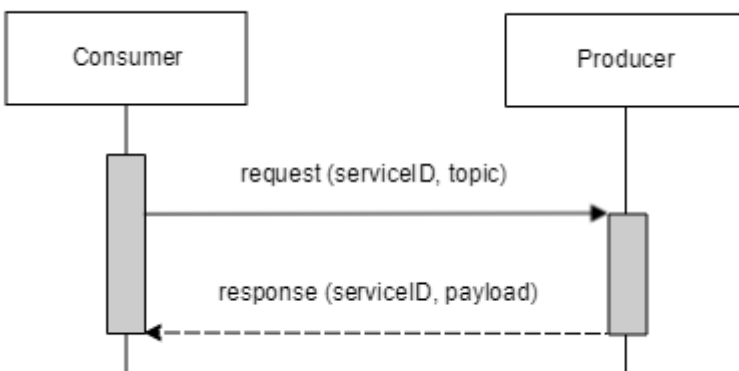 Consumer
Producer
request (serviceID, topic)
response (serviceID, payload)